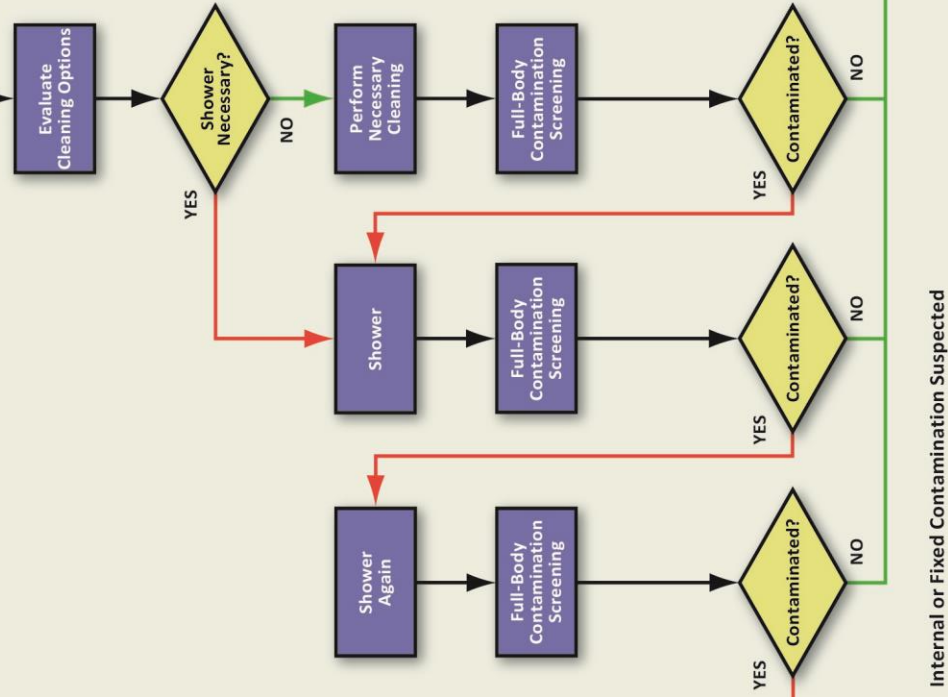 Evaluate
Cleaning Options
Shower
Necessary?
YES
NO
Perform
Necessary
Cleaning
Full-Body
Contamination
Screening
Contaminated?
YES
NO
Shower
Full-Body
Contamination
Screening
Contaminated?
YES
NO
Shower
Again
Full-Body
Contamination
Screening
Contaminated?
YES
NO
Internal or Fixed Contamination Suspected